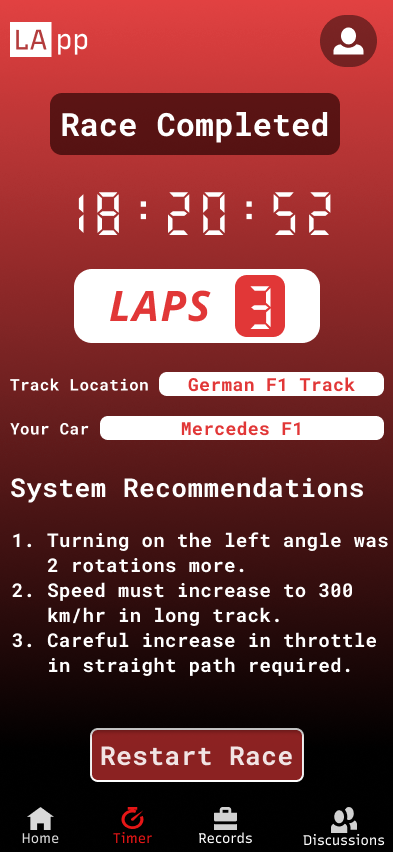 LApp
Race Completed
18:20:52
LAPS 3
Track Location German F1 Track
Your Car Mercedes F1
System Recommendations
1. Turning on the left angle was
2 rotations more.
2. Speed must increase to 300
km/hr in long track.
3. Careful increase in throttle
in straight path required.
Restart Race
Home Timer Records Discussions